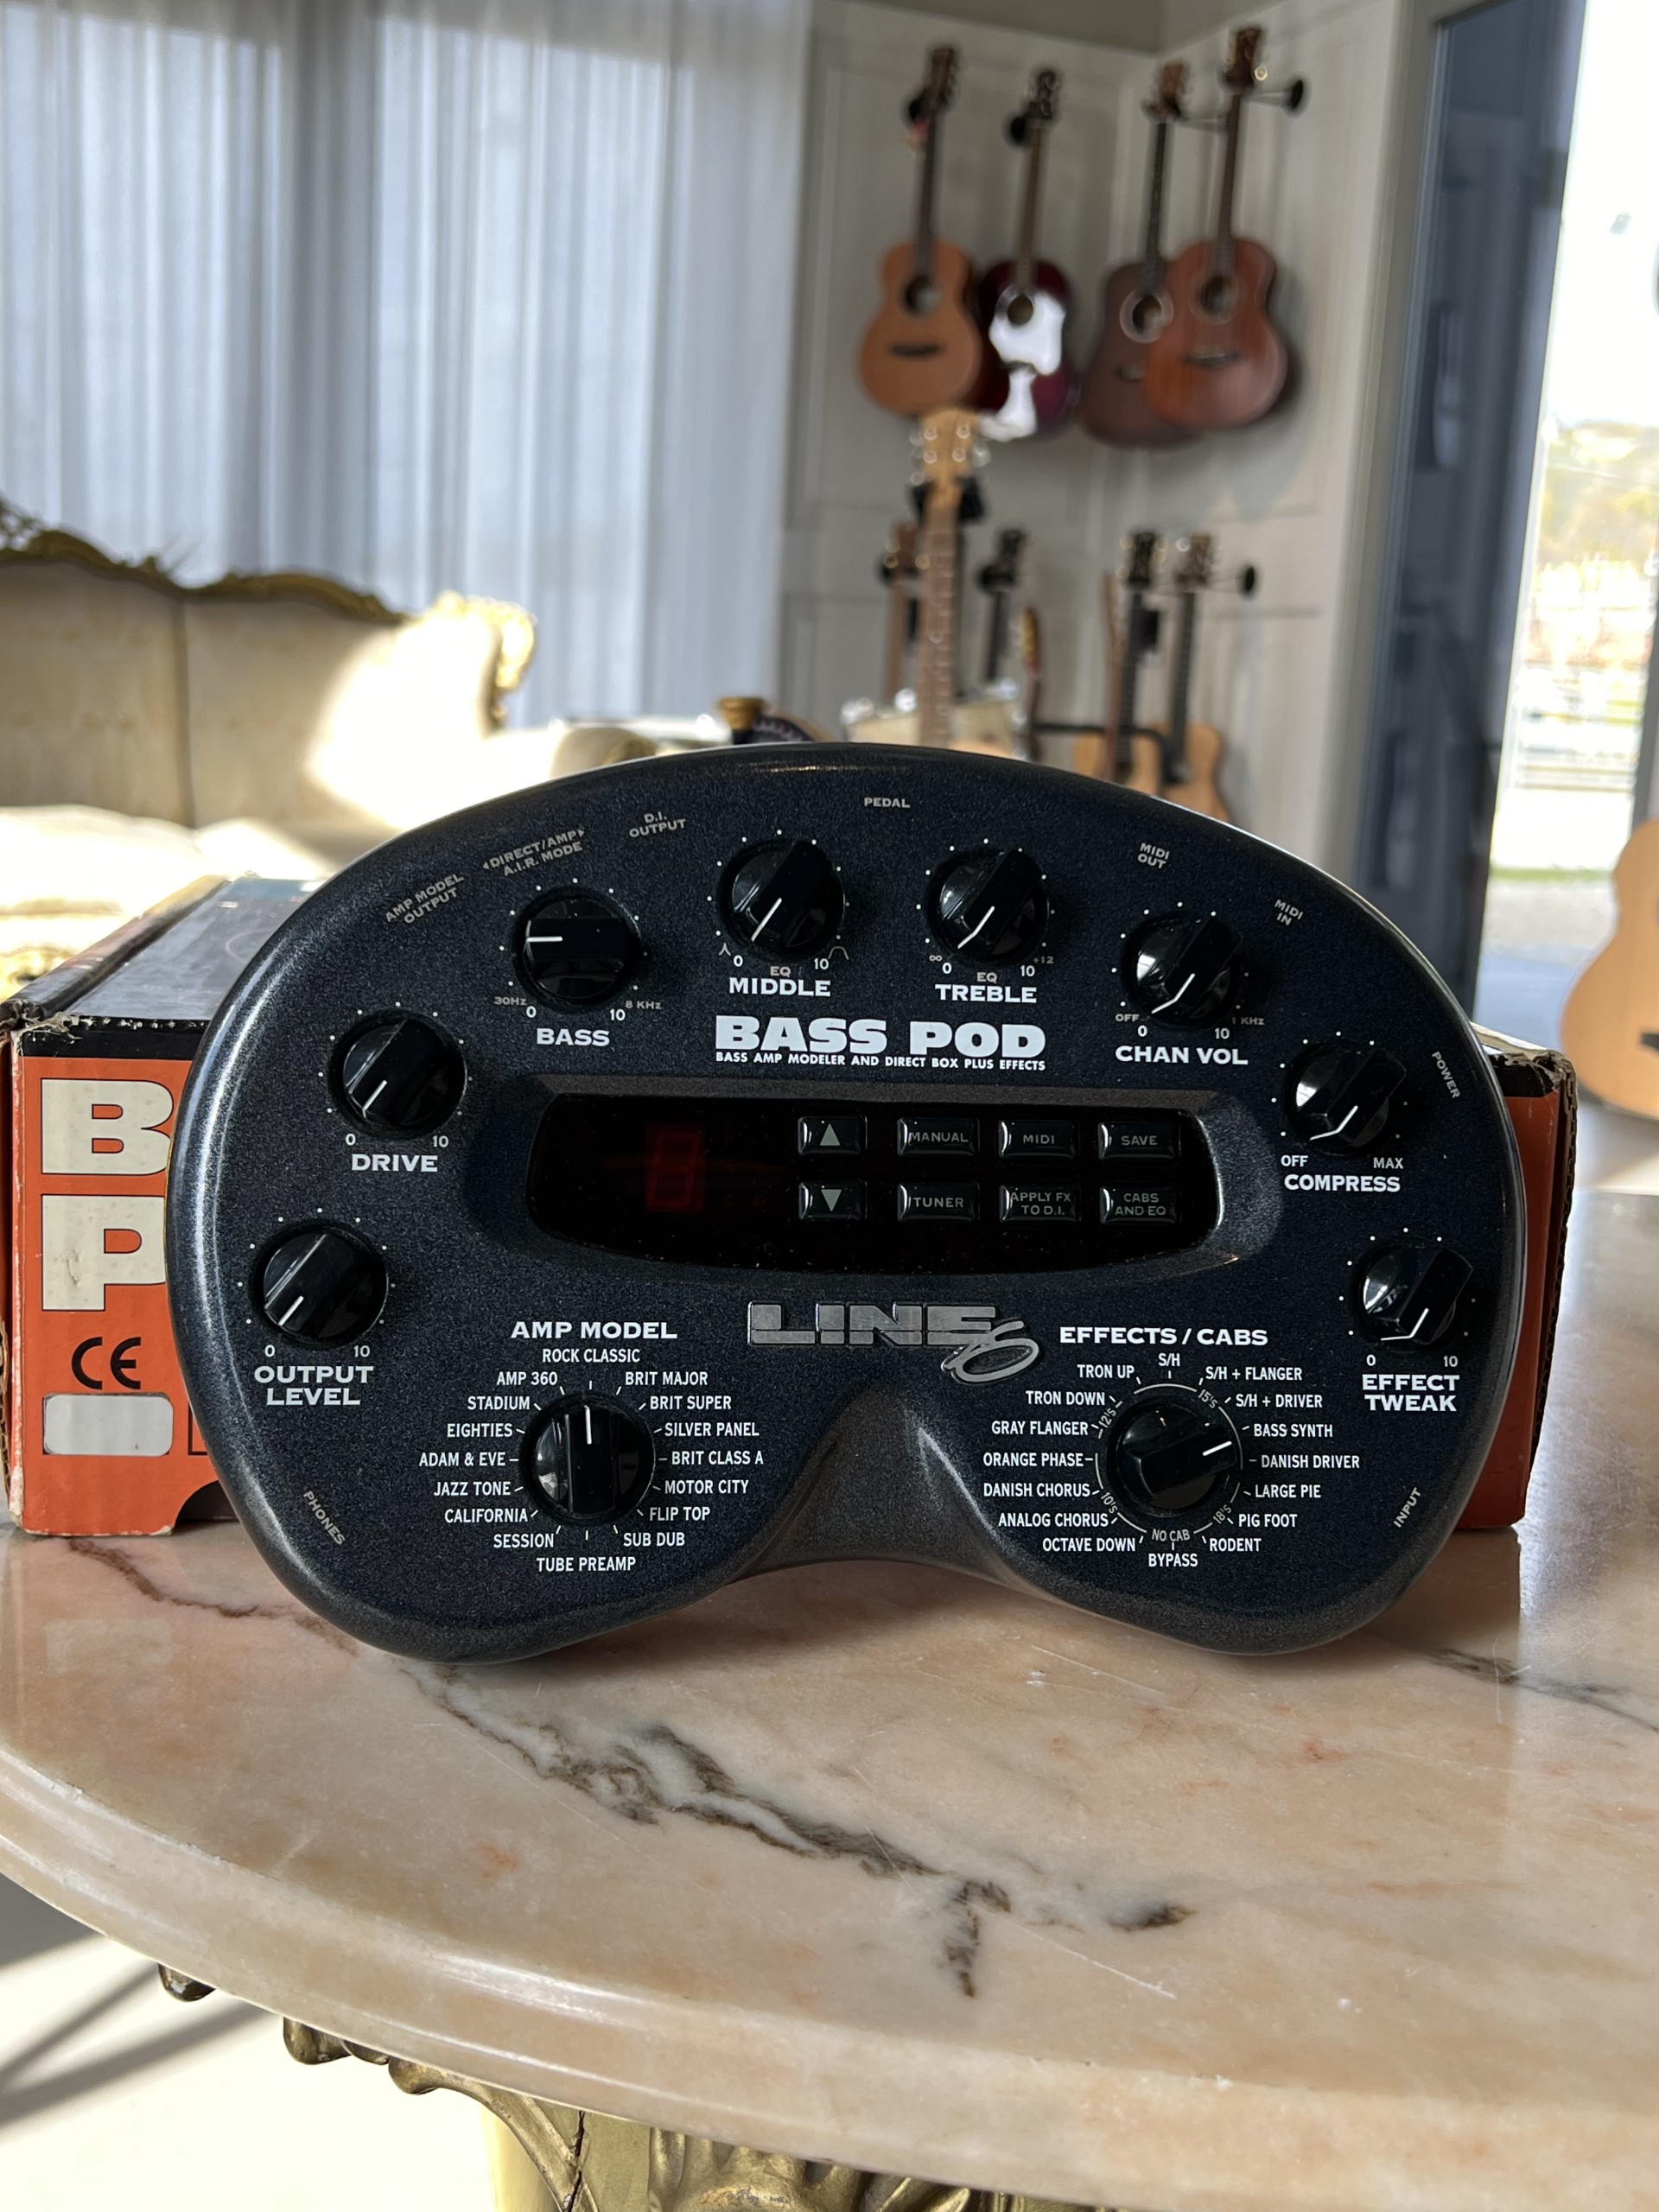 PEDAL
D.I.
OUTPUT
DIRECT/AMP
A.I.R. MODE
AMP MODEL
OUTPUT
MIDI
OUT
MIDI
IN
POWER
30Hz 0 10 8 KHz
BASS
0 EQ 10
MIDDLE
∞ 0 EQ 10 +12
TREBLE
OFF 0 10 1 KHz
CHAN VOL
BASS POD
BASS AMP MODELER AND DIRECT BOX PLUS EFFECTS
0 10
DRIVE
OFF MAX
COMPRESS
MANUAL MIDI SAVE
TUNER
APPLY FX
TO D.I.
CABS
AND EQ
0 10
OUTPUT
LEVEL
0 10
EFFECT
TWEAK
LINE 6
AMP MODEL
ROCK CLASSIC
AMP 360 BRIT MAJOR
STADIUM BRIT SUPER
EIGHTIES SILVER PANEL
ADAM & EVE BRIT CLASS A
JAZZ TONE MOTOR CITY
CALIFORNIA FLIP TOP
SESSION SUB DUB
TUBE PREAMP
EFFECTS / CABS
S/H
TRON UP S/H + FLANGER
TRON DOWN S/H + DRIVER
GRAY FLANGER BASS SYNTH
ORANGE PHASE DANISH DRIVER
DANISH CHORUS LARGE PIE
ANALOG CHORUS PIG FOOT
OCTAVE DOWN RODENT
BYPASS
12'S
15'S
10'S
18'S
NO CAB
PHONES
INPUT
B
P
CE